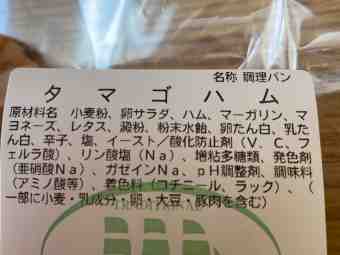 名称 調理パン
タマゴハム
原材料名 小麦粉、卵サラダ、ハム、マーガリン、マ
ヨネーズ、レタス、澱粉、粉末水飴、卵たん白、乳た
ん白、辛子、塩、イースト／酸化防止剤（V．C、フ
ェルラ酸）、リン酸塩（Na）、増粘多糖類、発色剤
（亜硝酸Na）、カゼインNa、pH調整剤、調味料
（アミノ酸等）、着色料（コチニール、ラック）、（
一部に小麦・乳成分・卵・大豆・豚肉を含む）